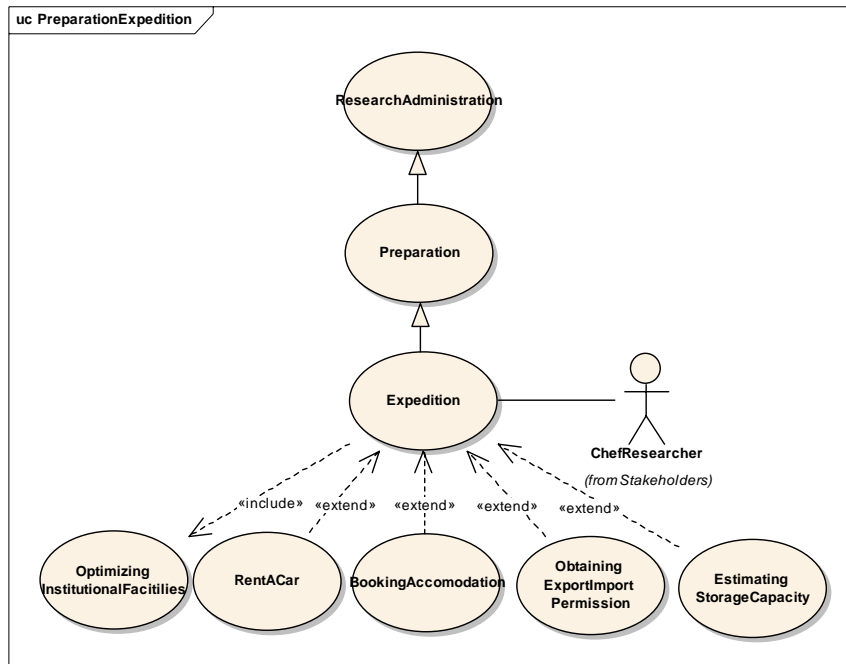 uc PreparationExpedition
ResearchAdministration
Preparation
Expedition
ChefResearcher
(from Stakeholders)
«include»
«extend»
«extend»
«extend»
«extend»
Optimizing
InstitutionalFacitilies
RentACar
BookingAccomodation
Obtaining
ExportImport
Permission
Estimating
StorageCapacity